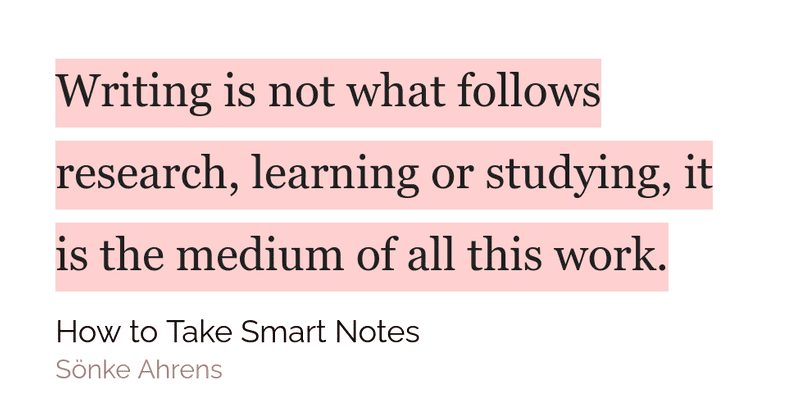 Writing is not what follows
research, learning or studying, it
is the medium of all this work.
How to Take Smart Notes
Sönke Ahrens